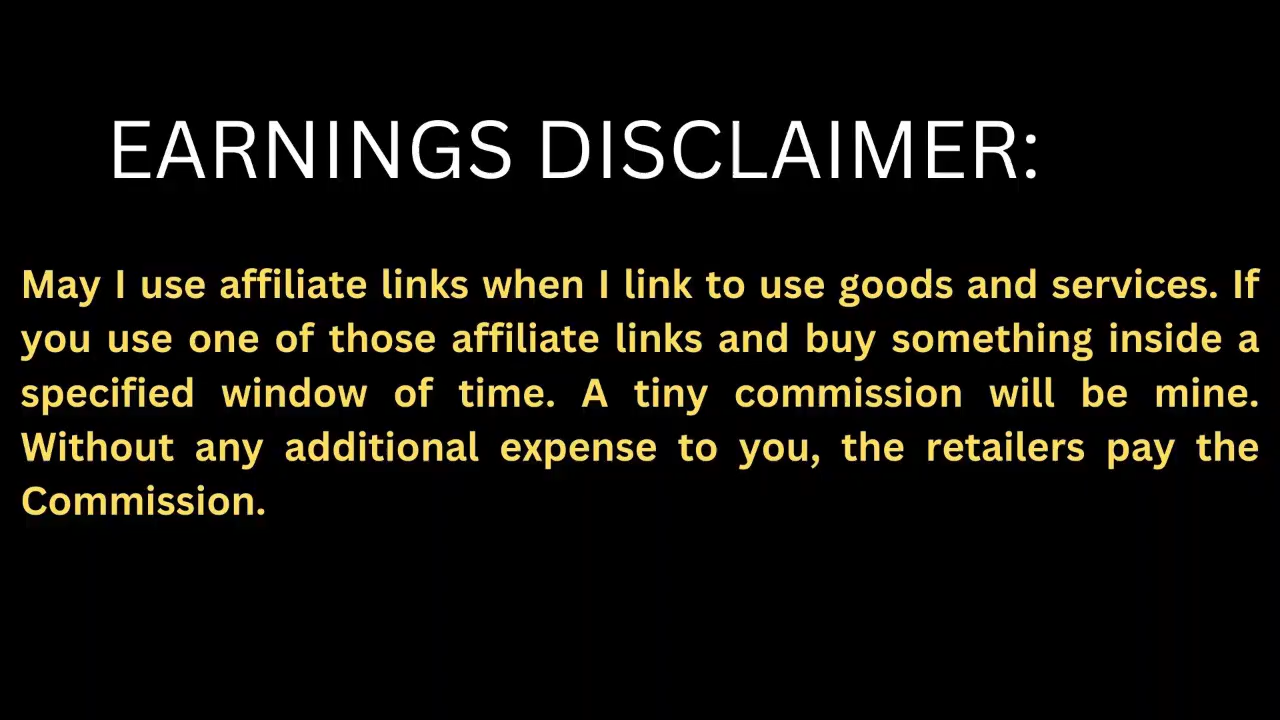 EARNINGS DISCLAIMER:
May I use affiliate links when I link to use goods and services. If
you use one of those affiliate links and buy something inside a
specified window of time. A tiny commission will be mine.
Without any additional expense to you, the retailers pay the
Commission.